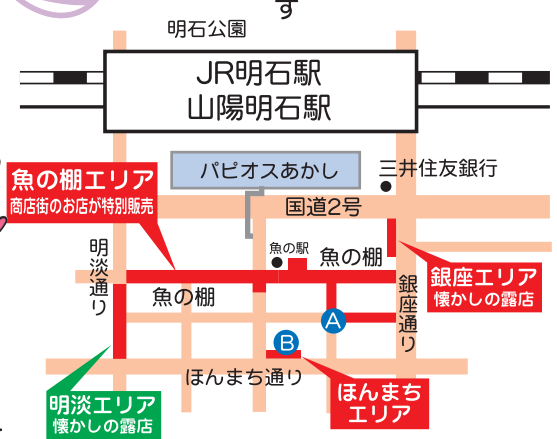 す
明石公園
JR明石駅
山陽明石駅
パピオスあかし
三井住友銀行
魚の棚エリア
商店街のお店が特別販売
国道2号
明淡通り
魚の駅
魚の棚
銀座エリア
懐かしの露店
魚の棚
銀座通り
A
B
ほんまち通り
ほんまち
エリア
明淡エリア
懐かしの露店